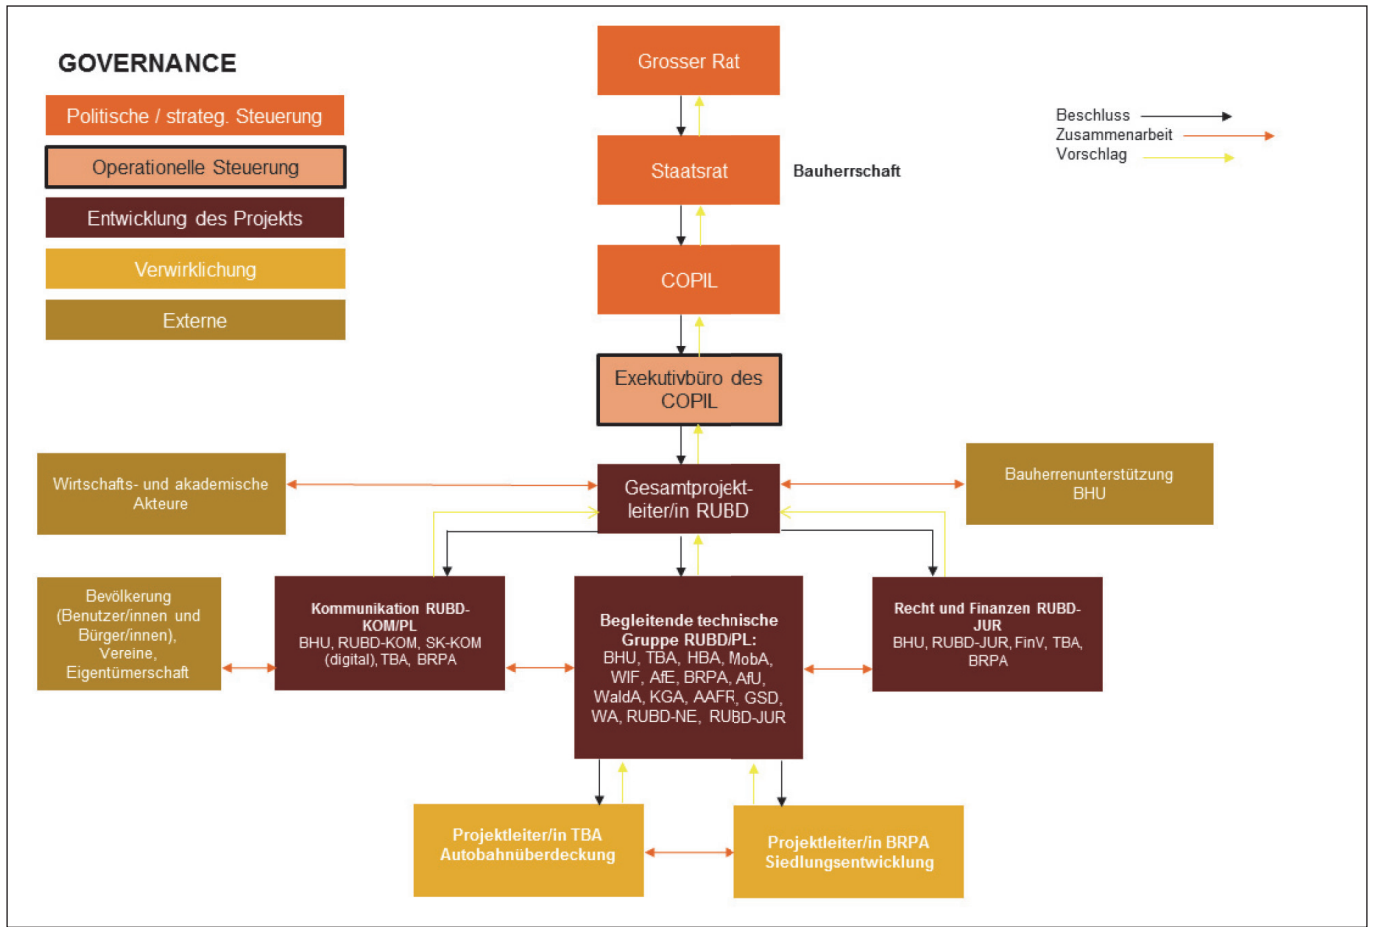 GOVERNANCE
Politische / strateg. Steuerung
Operationelle Steuerung
Entwicklung des Projekts
Verwirklichung
Externe
Beschluss
Zusammenarbeit
Vorschlag
Grosser Rat
Staatsrat
Bauherrschaft
COPIL
Exekutivbüro des
COPIL
Wirtschafts- und akademische
Akteure
Gesamtprojekt-
leiter/in RUBD
Bauherrenunterstützung
BHU
Bevölkerung
(Benutzer/innen und
Bürger/innen),
Vereine,
Eigentümerschaft
Kommunikation RUBD-
KOM/PL
BHU, RUBD-KOM, SK-KOM
(digital), TBA, BRPA
Begleitende technische
Gruppe RUBD/PL:
BHU, TBA, HBA, MobA,
WIF, AfE, BRPA, AfU,
WaldA, KGA, AAFR, GSD,
WA, RUBD-NE, RUBD-JUR
Recht und Finanzen RUBD-
JUR
BHU, RUBD-JUR, FinV, TBA,
BRPA
Projektleiter/in TBA
Autobahnüberdeckung
Projektleiter/in BRPA
Siedlungsentwicklung